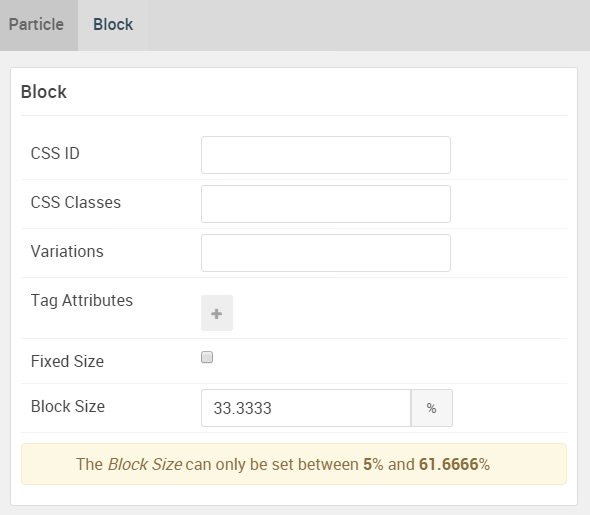 Particle Block
Block
CSS ID
CSS Classes
Variations
Tag Attributes
+
Fixed Size
Block Size 33.3333 %
The Block Size can only be set between 5% and 61.6666%